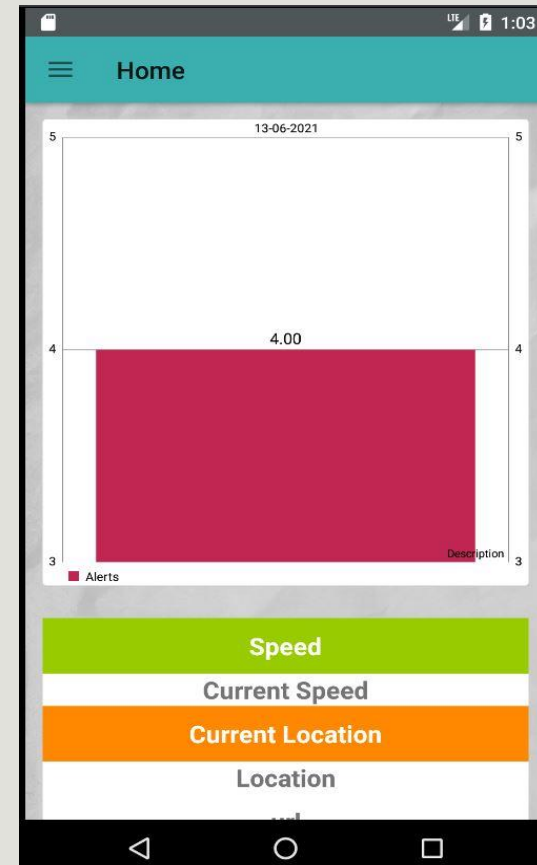 LTE 1:03
Home
13-06-2021
5 5
4.00
4 4
Description
3 3
Alerts
Speed
Current Speed
Current Location
Location